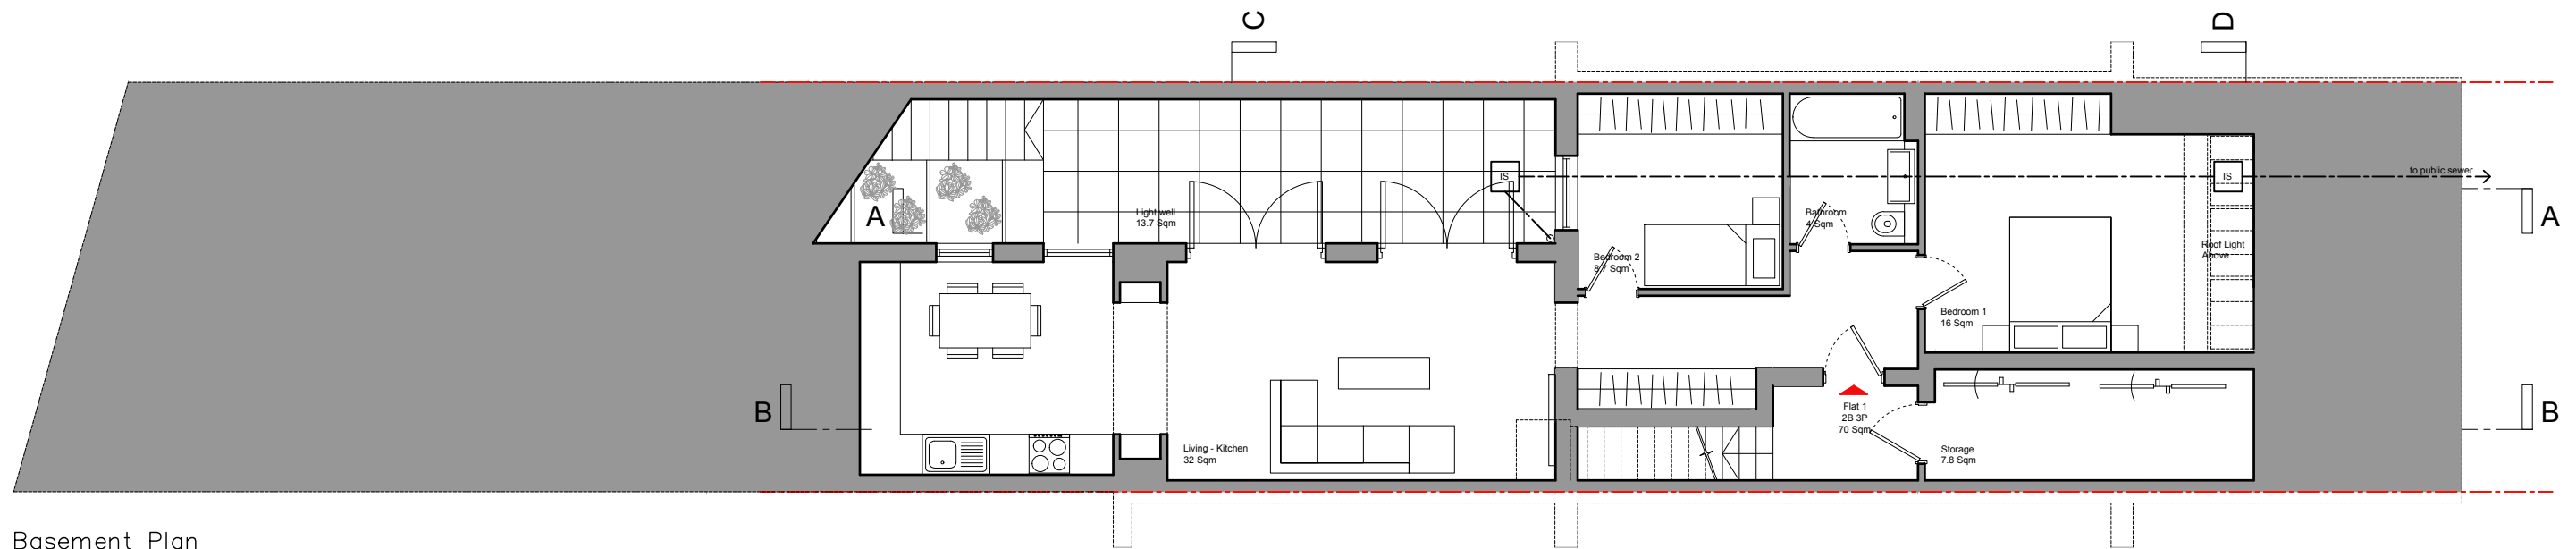 C
D
IS
to public sewer
IS
A
Light well
13.7 Sqm
Bathroom
4 Sqm
A
Roof Light
Above
Bedroom 2
8.7 Sqm
Bedroom 1
16 Sqm
B
Flat 1
2B 3P
70 Sqm
B
Living - Kitchen
32 Sqm
Storage
7.8 Sqm
Basement Plan